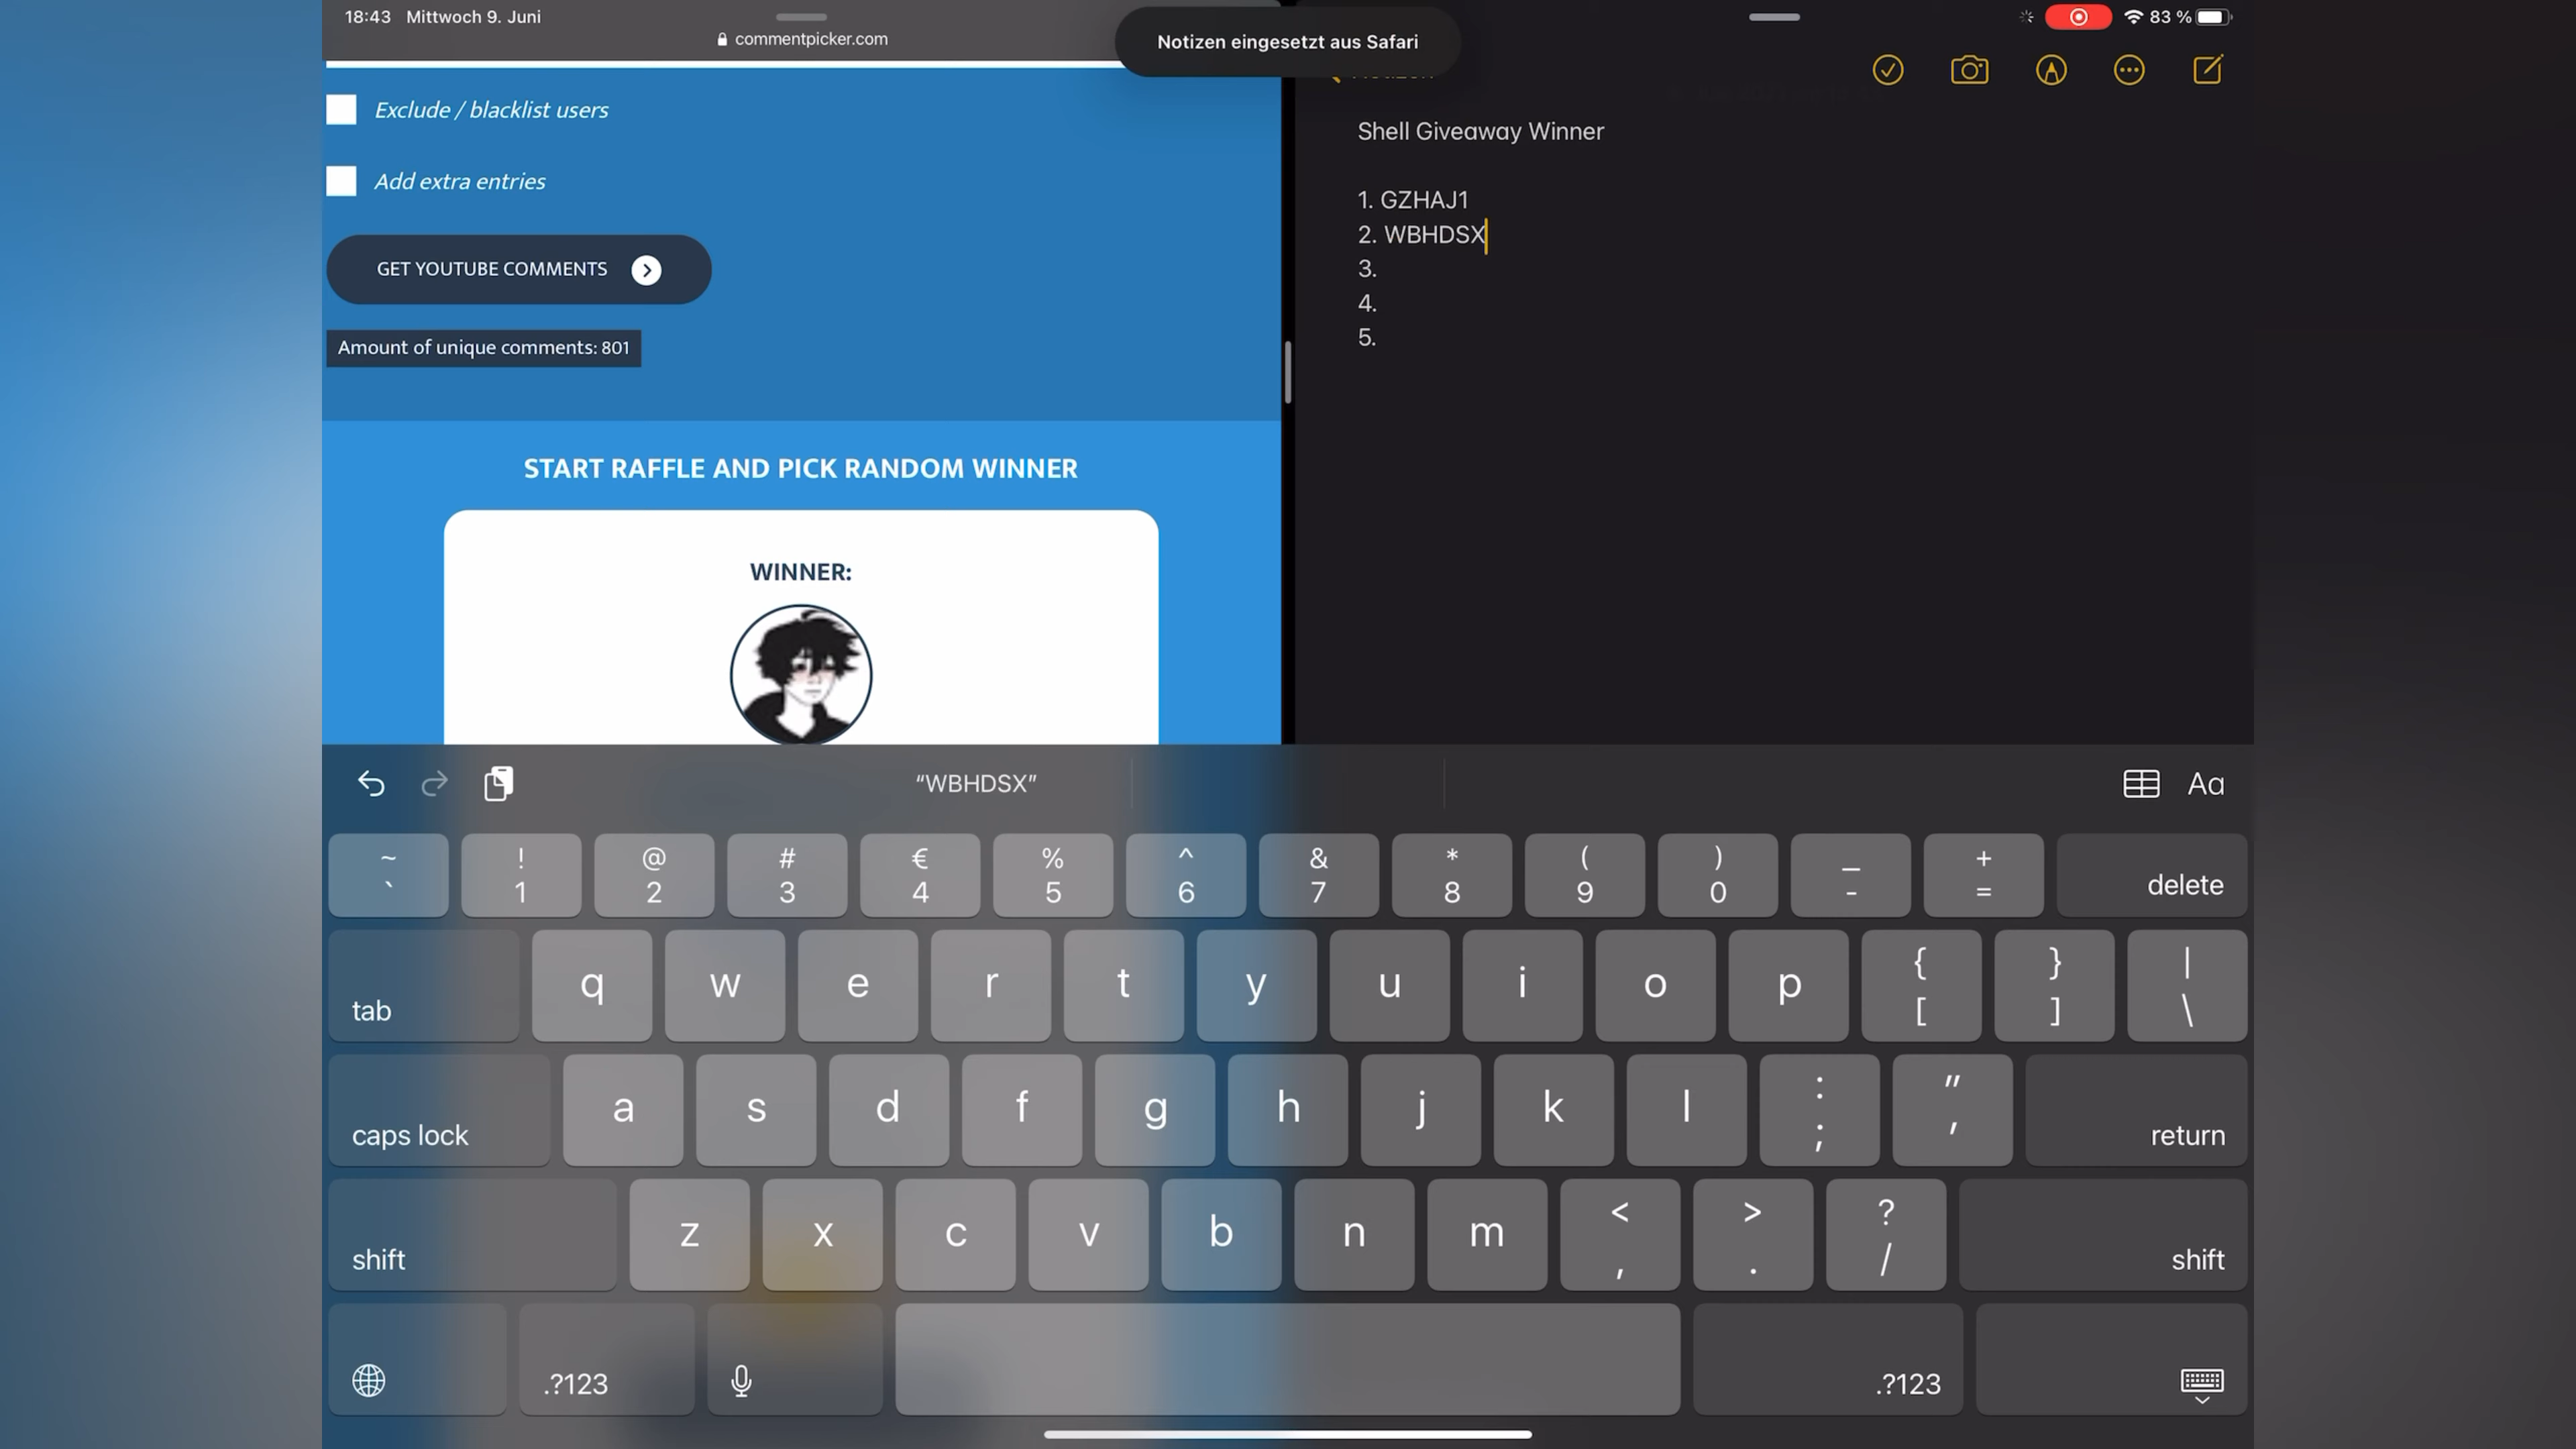 18:43 Mittwoch 9. Juni
commentpicker.com
Notizen eingesetzt aus Safari
83 %
Exclude / blacklist users
Add extra entries
GET YOUTUBE COMMENTS
Amount of unique comments: 801
START RAFFLE AND PICK RANDOM WINNER
WINNER:
Shell Giveaway Winner
1. GZHAJ1
2. WBHDSX
3.
4.
5.
“WBHDSX”
Aa
~ ! @ # € % ^ & * ( ) _ +
` 1 2 3 4 5 6 7 8 9 0 - = delete
{ } |
tab q w e r t y u i o p [ ] \
: "
caps lock a s d f g h j k l ; ' return
< > ?
shift z x c v b n m , . / shift
.?123 .?123